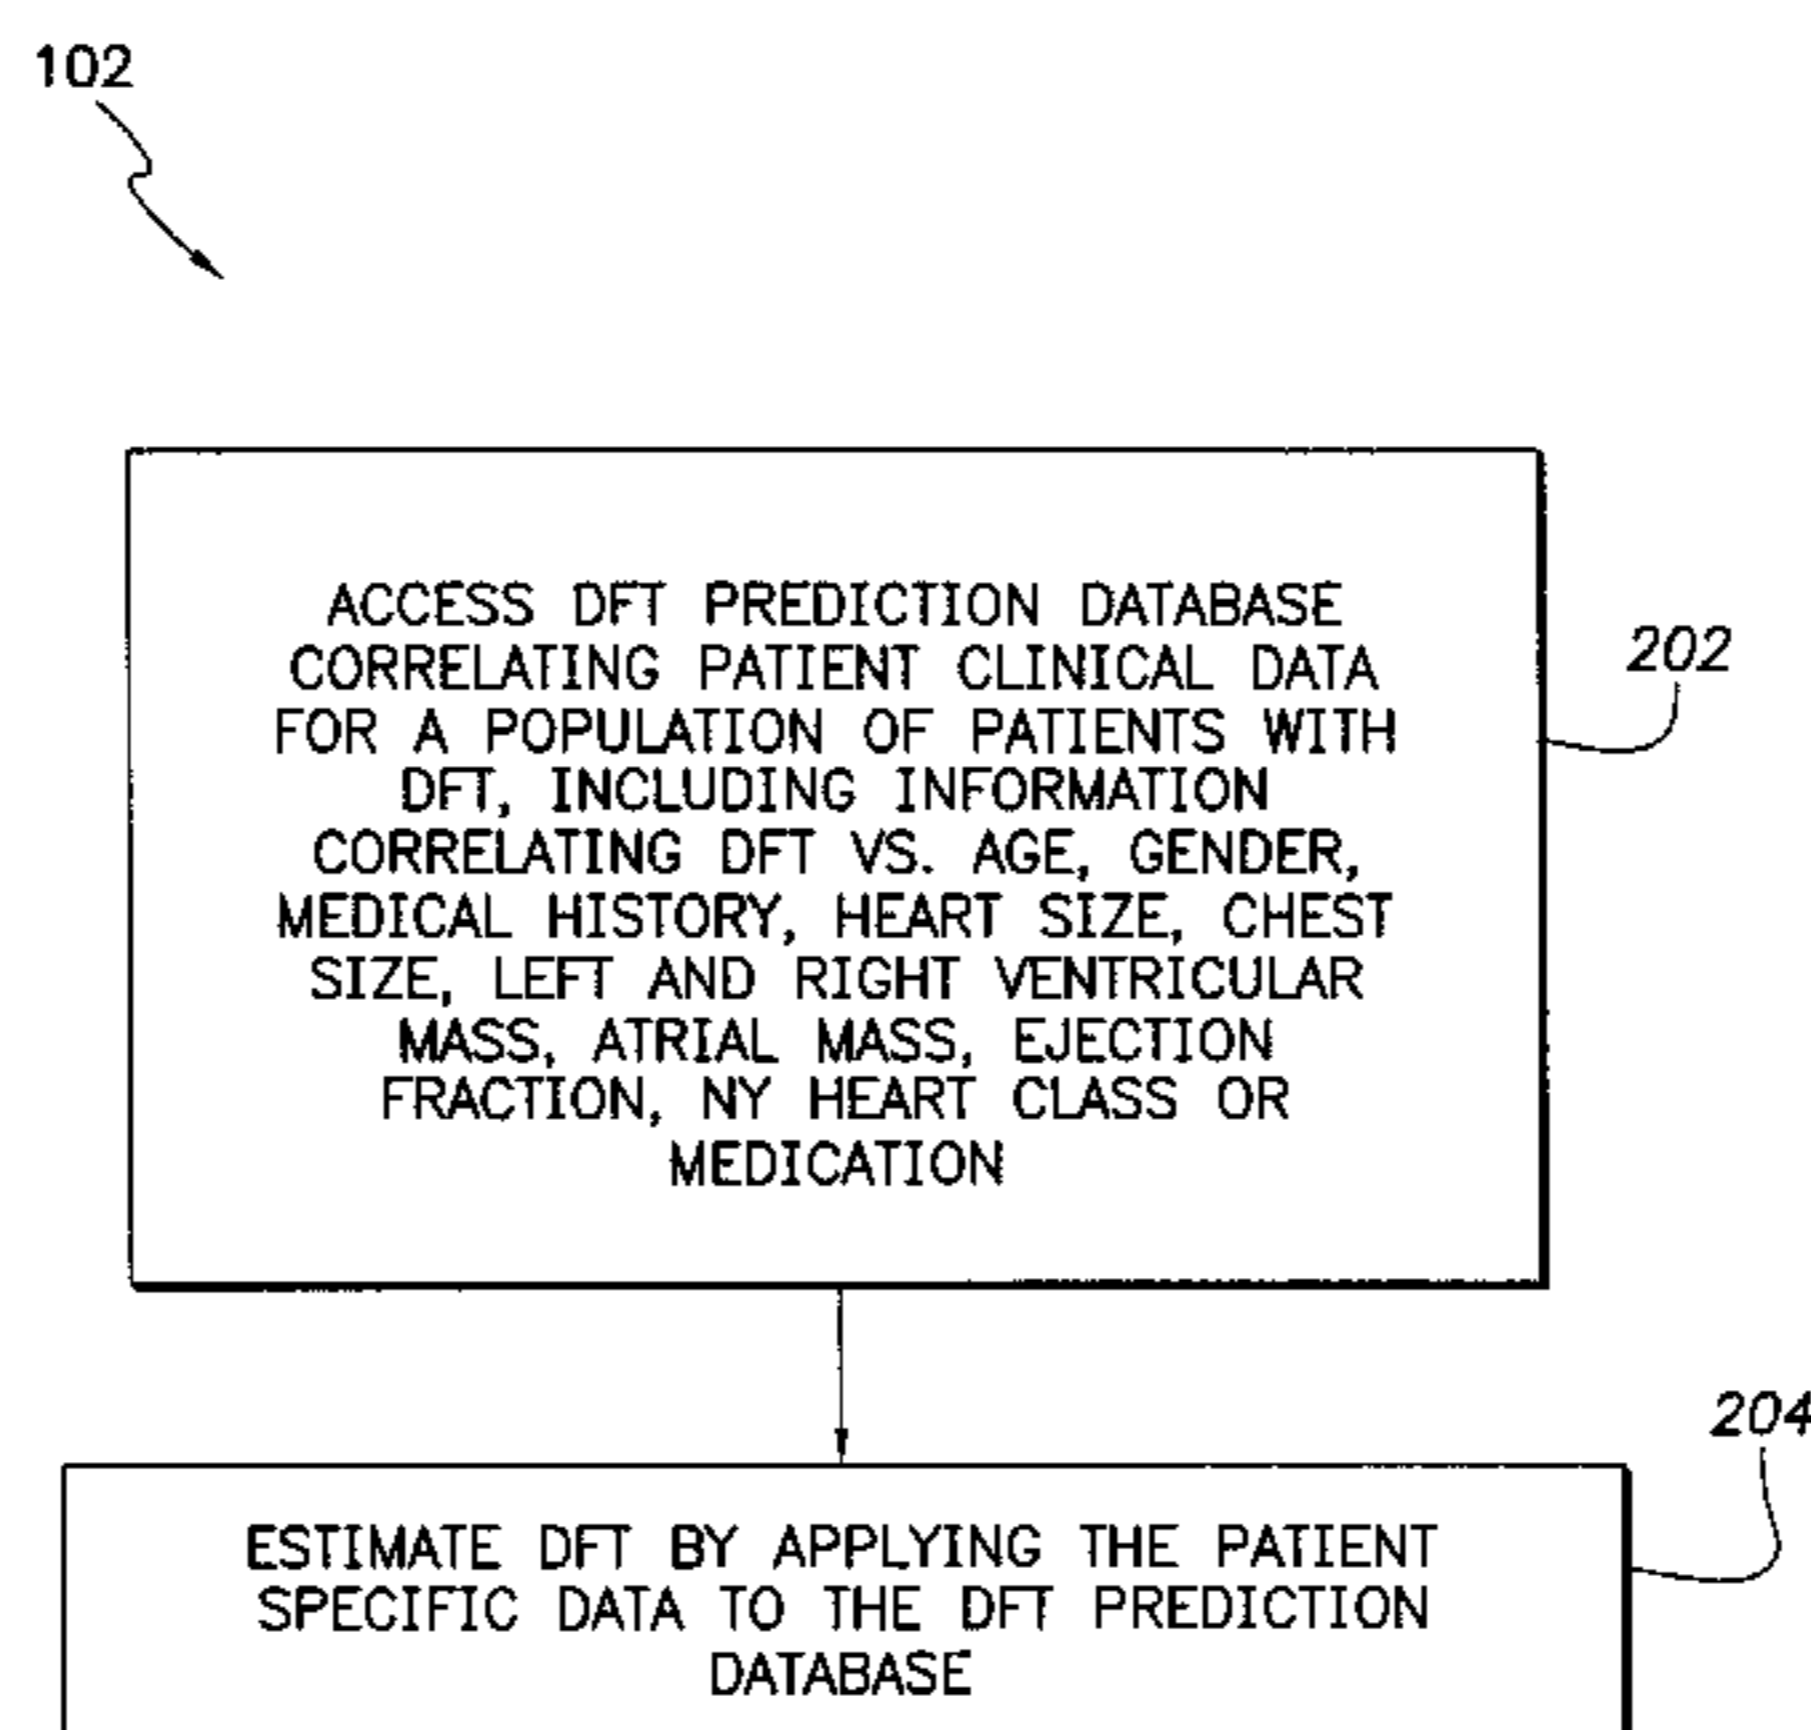 102
ACCESS DFT PREDICTION DATABASE
CORRELATING PATIENT CLINICAL DATA
FOR A POPULATION OF PATIENTS WITH
DFT, INCLUDING INFORMATION
CORRELATING DFT VS. AGE, GENDER,
MEDICAL HISTORY, HEART SIZE, CHEST
SIZE, LEFT AND RIGHT VENTRICULAR
MASS, ATRIAL MASS, EJECTION
FRACTION, NY HEART CLASS OR
MEDICATION
202
204
ESTIMATE DFT BY APPLYING THE PATIENT
SPECIFIC DATA TO THE DFT PREDICTION
DATABASE